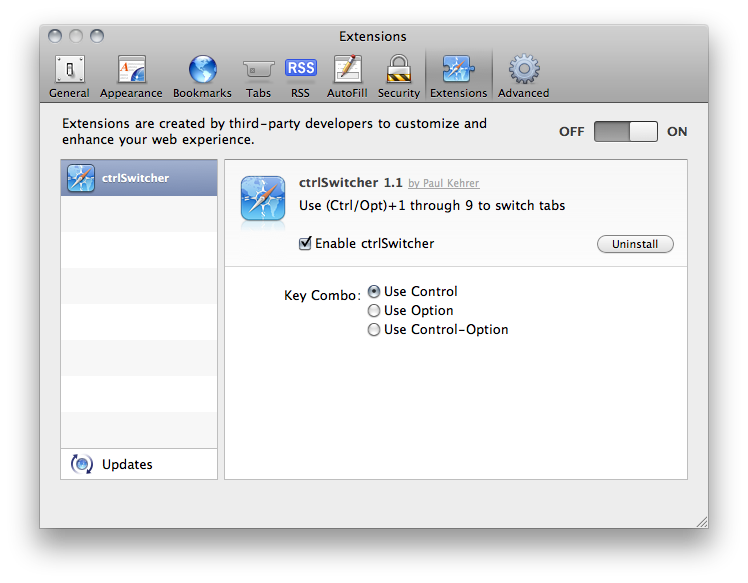 Extensions
General Appearance Bookmarks Tabs RSS RSS AutoFill Security Extensions Advanced
Extensions are created by third-party developers to customize and
enhance your web experience.
OFF ON
ctrlSwitcher
ctrlSwitcher 1.1 by Paul Kehrer
Use (Ctrl/Opt)+1 through 9 to switch tabs
Enable ctrlSwitcher
Uninstall
Key Combo: Use Control
Use Option
Use Control-Option
Updates